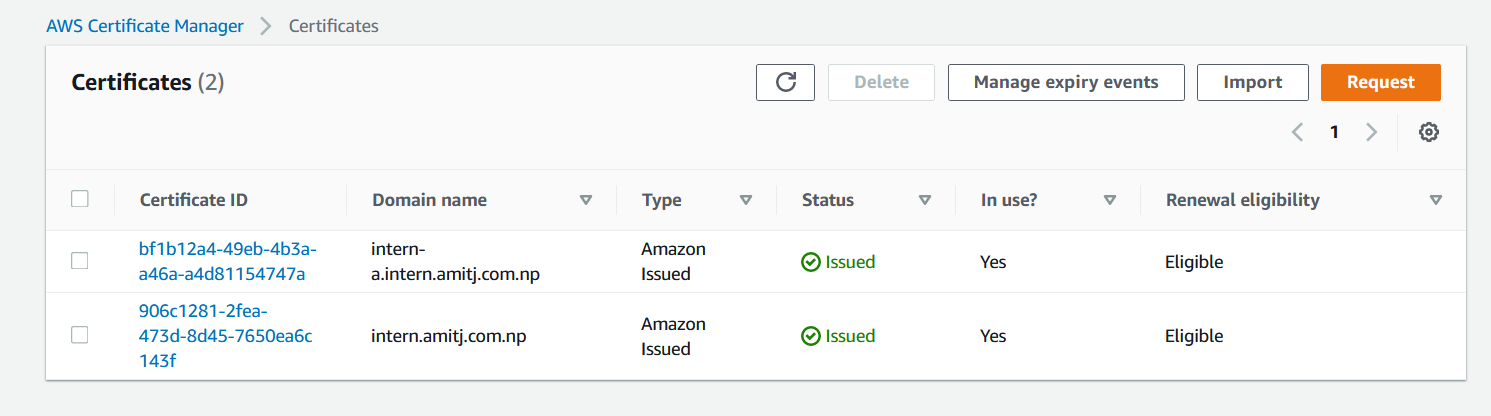 AWS Certificate Manager > Certificates
Certificates (2)
Delete
Manage expiry events
Import
Request
1
Certificate ID
Domain name
Type
Status
In use?
Renewal eligibility
bf1b12a4-49eb-4b3a-
a46a-a4d81154747a
intern-
a.intern.amitj.com.np
Amazon
Issued
Issued
Yes
Eligible
906c1281-2fea-
473d-8d45-7650ea6c
143f
intern.amitj.com.np
Amazon
Issued
Issued
Yes
Eligible